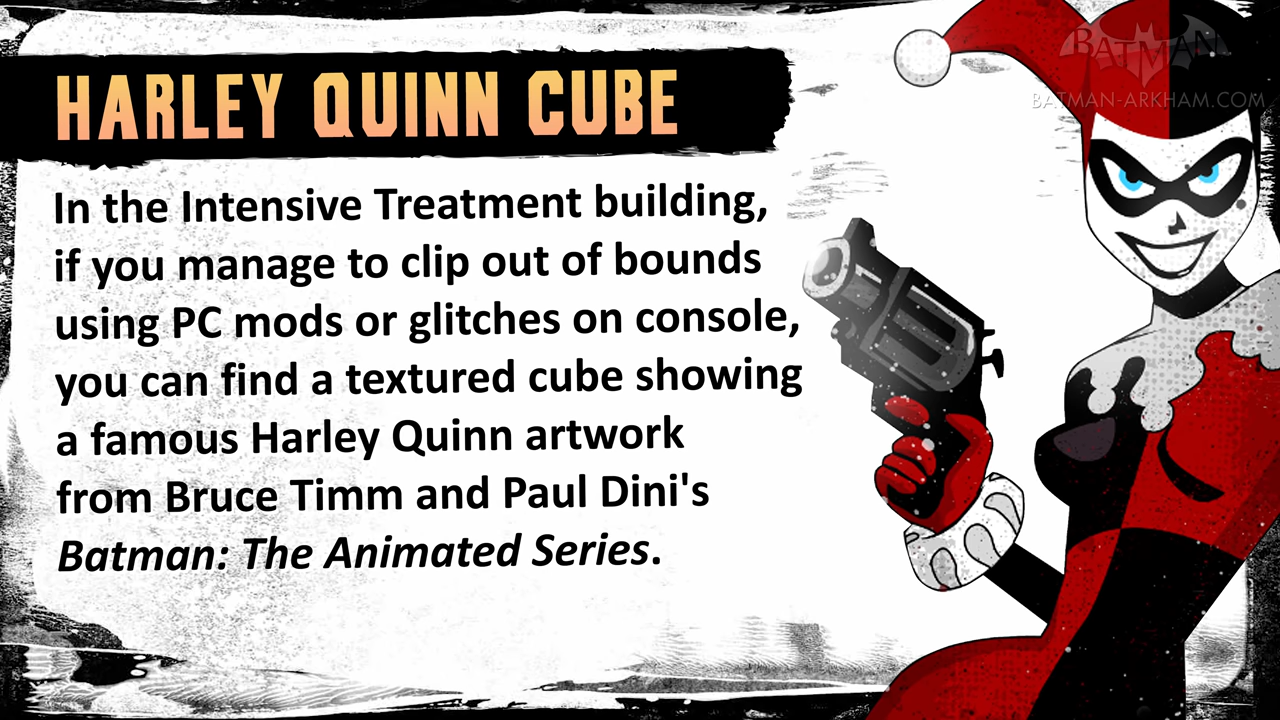 HARLEY QUINN CUBE
BATMAN
BATMAN-ARKHAM.COM
In the Intensive Treatment building,
if you manage to clip out of bounds
using PC mods or glitches on console,
you can find a textured cube showing
a famous Harley Quinn artwork
from Bruce Timm and Paul Dini's
Batman: The Animated Series.